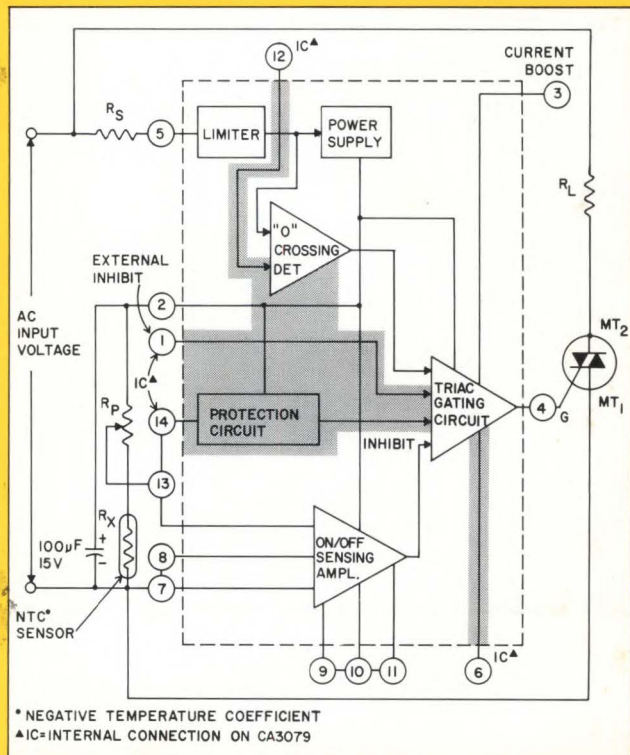 12 IC▲
CURRENT
BOOST
3
RS
5
LIMITER
POWER
SUPPLY
RL
"0"
CROSSING
DET
EXTERNAL
INHIBIT
2
AC
INPUT
VOLTAGE
1
IC▲
MT2
RP
14
PROTECTION
CIRCUIT
TRIAC
GATING
CIRCUIT
4
G
MT1
INHIBIT
13
RX
100µF
15V
+
-
8
7
ON/OFF
SENSING
AMPL.
NTC•
SENSOR
9
10
11
6
IC▲
• NEGATIVE TEMPERATURE COEFFICIENT
▲IC=INTERNAL CONNECTION ON CA3079